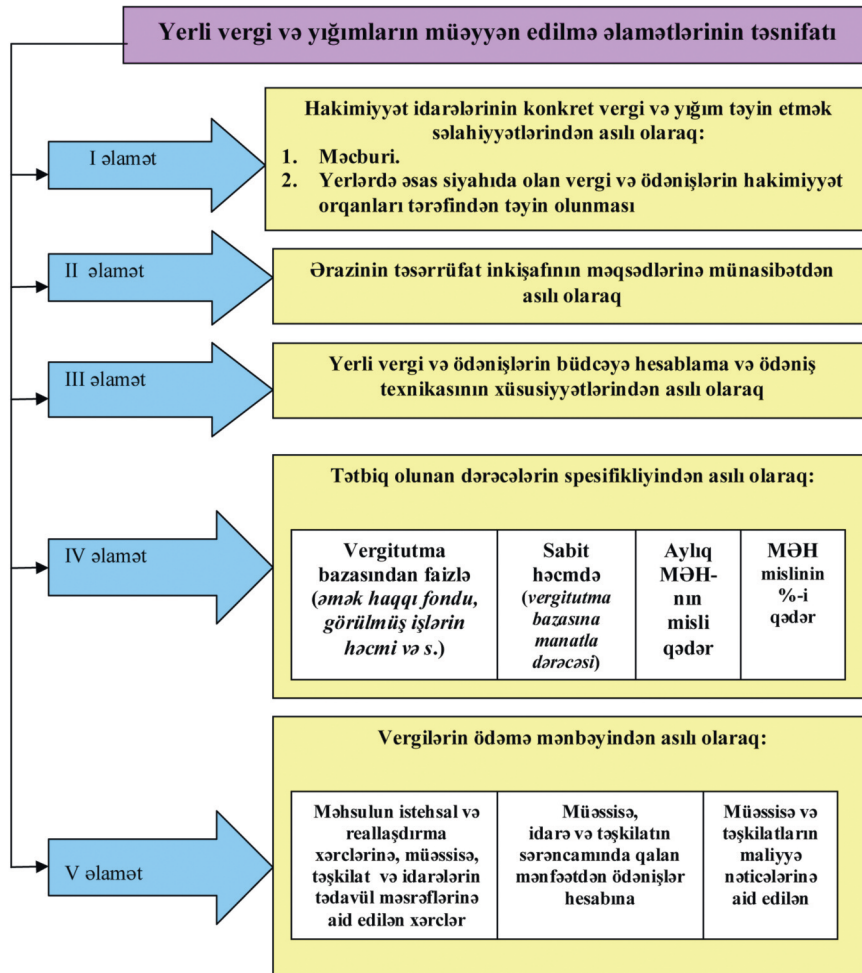 Yerli vergi və yığımların müəyyən edilmə əlamətlərinin təsnifatı
I əlamət
Hakimiyyət idarələrinin konkret vergi və yığım təyin etmək
səlahiyyətlərindən asılı olaraq:
1. Məcburi.
2. Yerlərdə əsas siyahıda olan vergi və ödənişlərin hakimiyyət
orqanları tərəfindən təyin olunması
II əlamət
Ərazinin təsərrüfat inkişafının məqsədlərinə münasibətdən
asılı olaraq
III əlamət
Yerli vergi və ödənişlərin büdcəyə hesablama və ödəniş
texnikasının xüsusiyyətlərindən asılı olaraq
IV əlamət
Tətbiq olunan dərəcələrin spesifikliyindən asılı olaraq:
Vergitutma
bazasından faizlə
(əmək haqqı fondu,
görülmüş işlərin
həcmi və s.)
Sabit
həcmdə
(vergitutma
bazasına
manatla
dərəcəsi)
Aylıq
MƏH-
nın
misli
qədər
MƏH
mislinin
%-i
qədər
V əlamət
Vergilərin ödəmə mənbəyindən asılı olaraq:
Məhsulun istehsal və
reallaşdırma
xərclərinə, müəssisə,
təşkilat və idarələrin
tədavül məsrəflərinə
aid edilən xərclər
Müəssisə,
idarə və təşkilatın
sərəncamında qalan
mənfəətdən ödənişlər
hesabına
Müəssisə və
təşkilatların
maliyyə
nəticələrinə
aid edilən